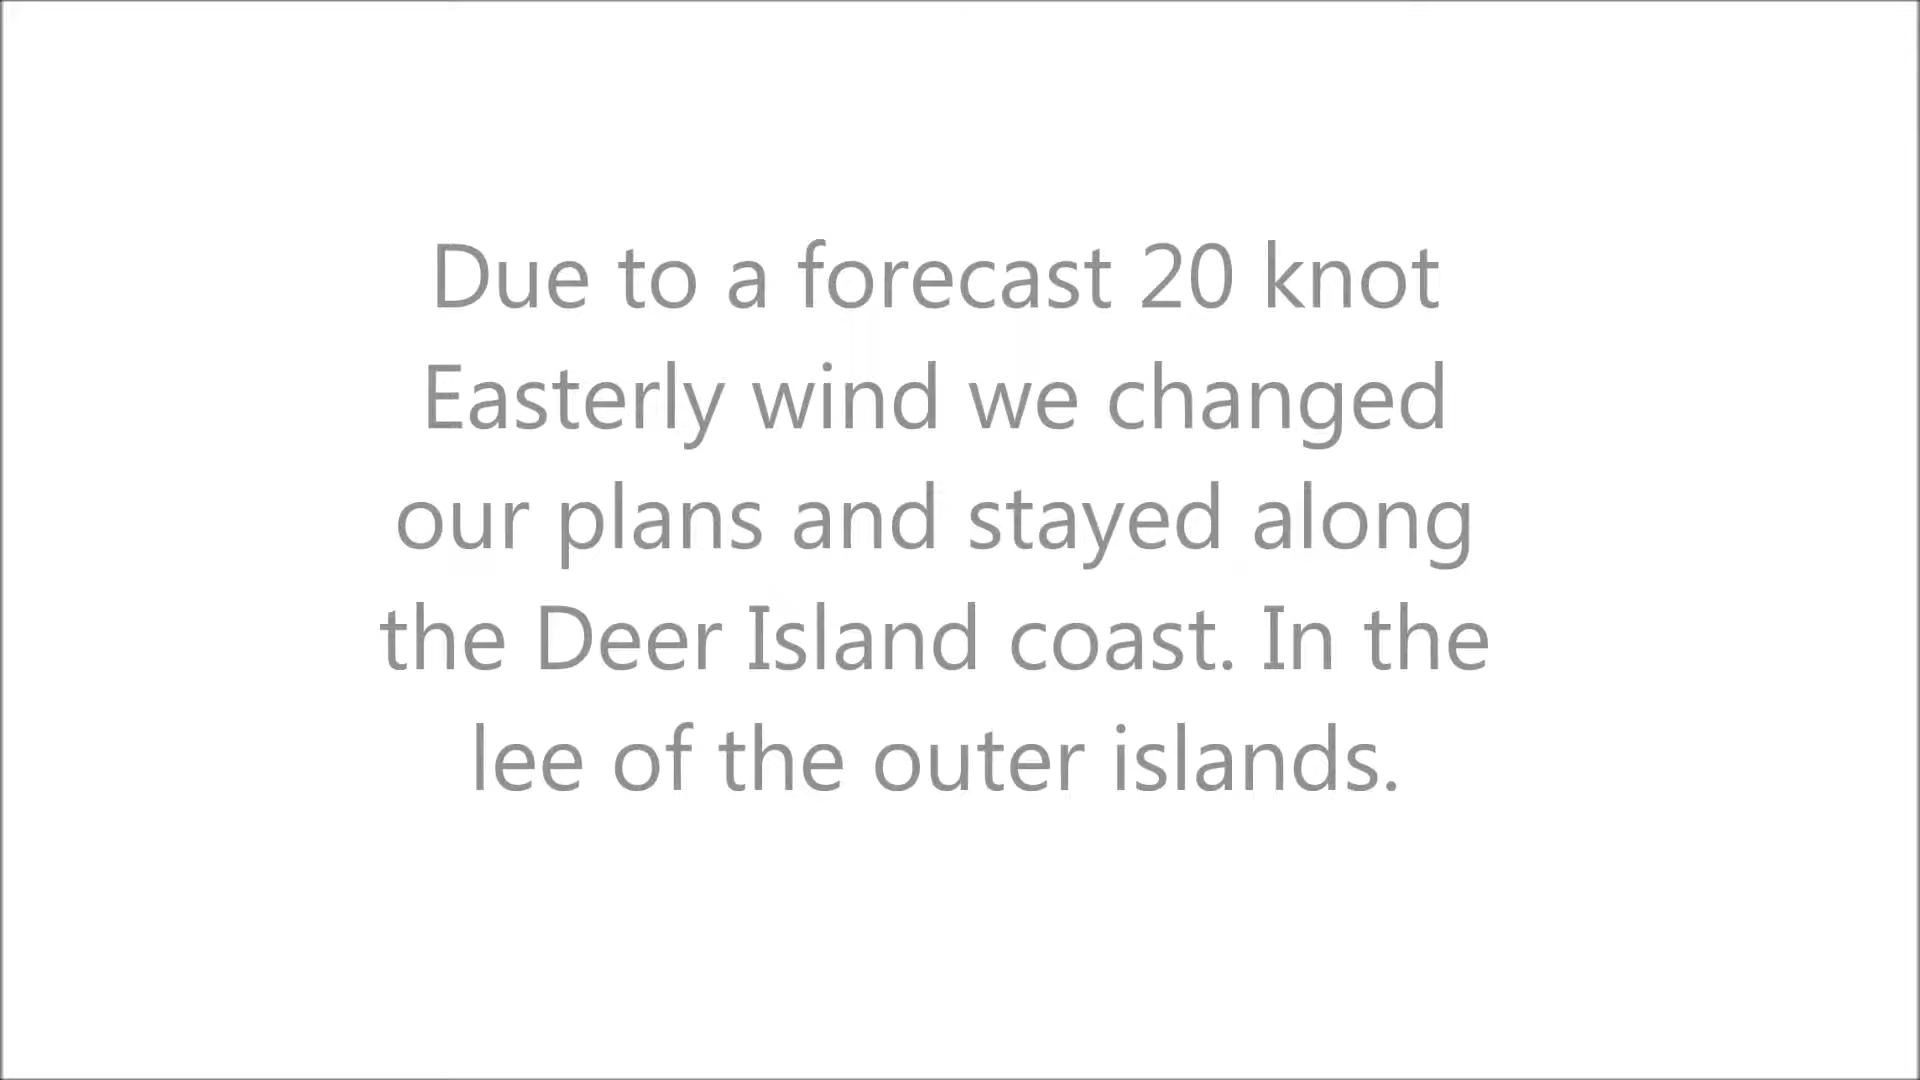 Due to a forecast 20 knot
Easterly wind we changed
our plans and stayed along
the Deer Island coast. In the
lee of the outer islands.